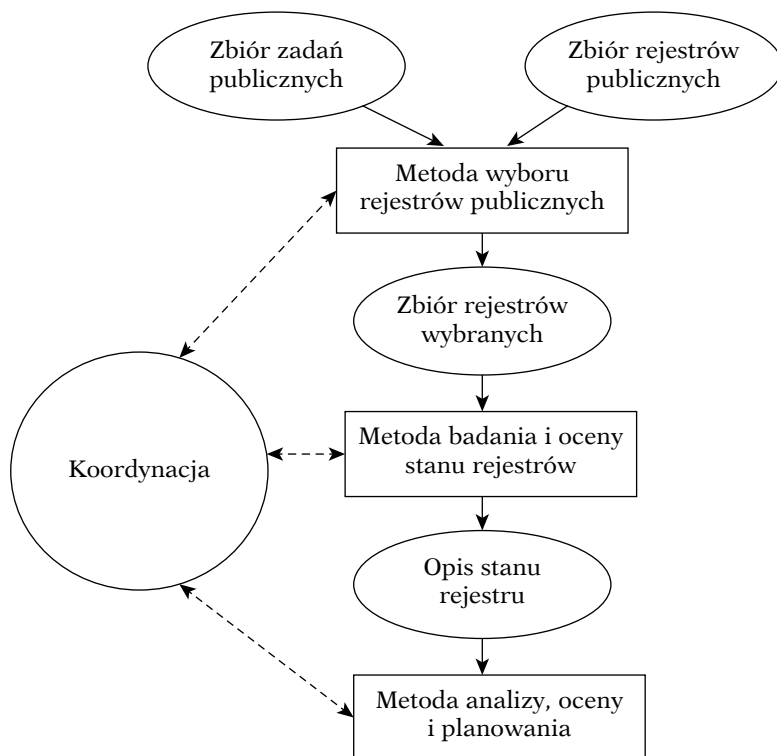 Zbiór zadań
publicznych
Zbiór rejestrów
publicznych
Metoda wyboru
rejestrów publicznych
Zbiór rejestrów
wybranych
Metoda badania i oceny
stanu rejestrów
Koordynacja
Opis stanu
rejestru
Metoda analizy, oceny
i planowania